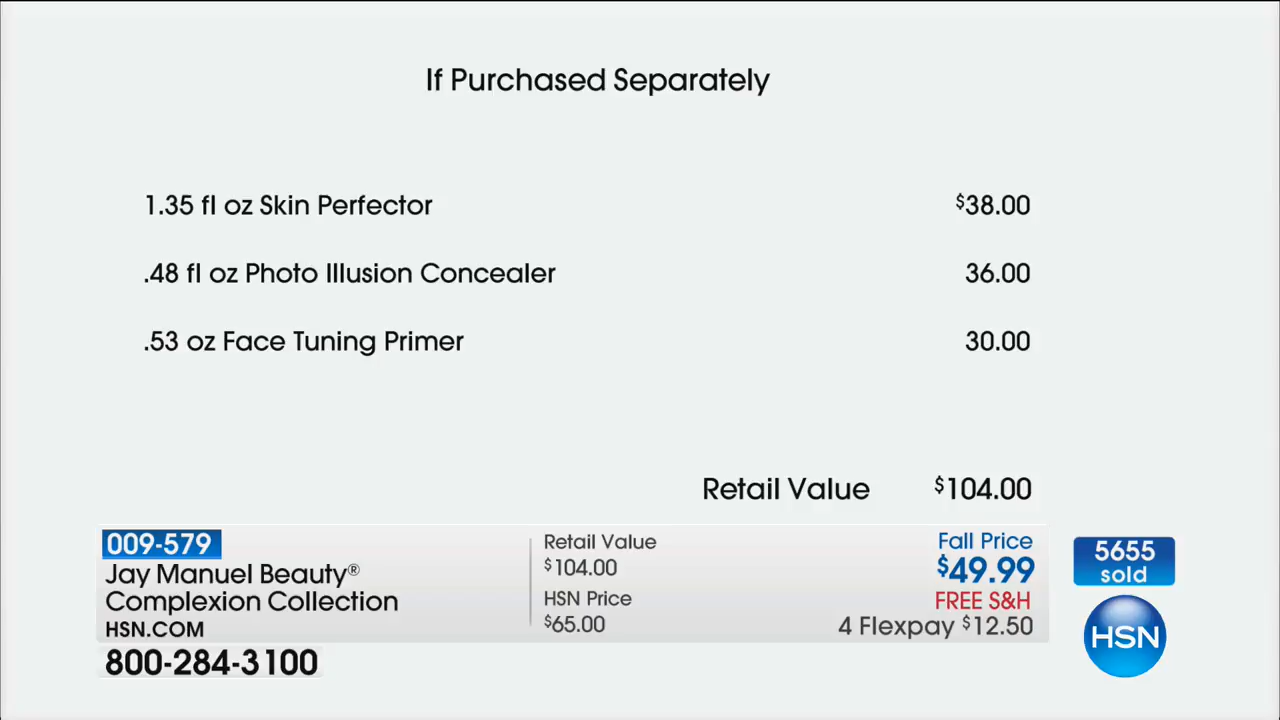 If Purchased Separately
1.35 fl oz Skin Perfector $38.00
.48 fl oz Photo Illusion Concealer 36.00
.53 oz Face Tuning Primer 30.00
Retail Value $104.00
009-579
Jay Manuel Beauty®
Complexion Collection
HSN.COM
800-284-3100
Retail Value
$104.00
HSN Price
$65.00
Fall Price
$49.99
FREE S&H
4 Flexpay $12.50
5655
sold
HSN